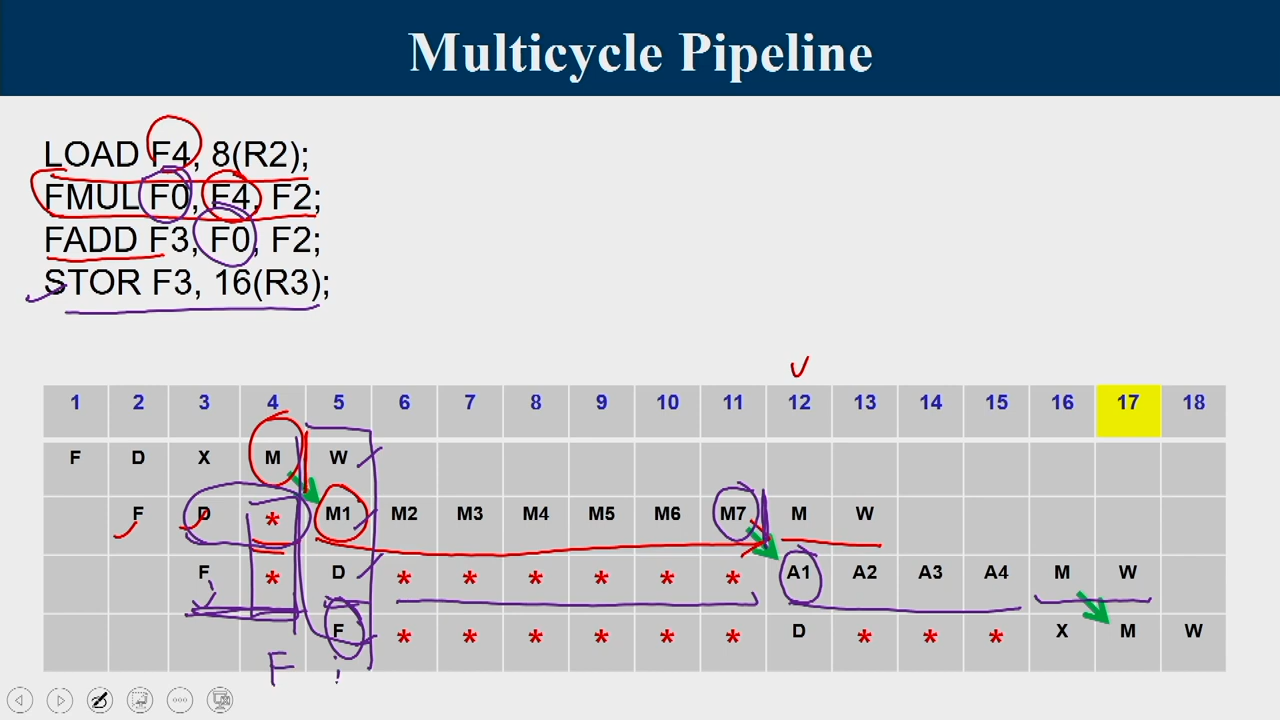 Multicycle Pipeline
LOAD F4, 8(R2);
FMUL F0, F4, F2;
FADD F3, F0, F2;
STOR F3, 16(R3);
1 2 3 4 5 6 7 8 9 10 11 12 13 14 15 16 17 18
F D X M W
F D * M1 M2 M3 M4 M5 M6 M7 M W
F * D * * * * * * A1 A2 A3 A4 M W
F * * * * * * D * * * X M W
F